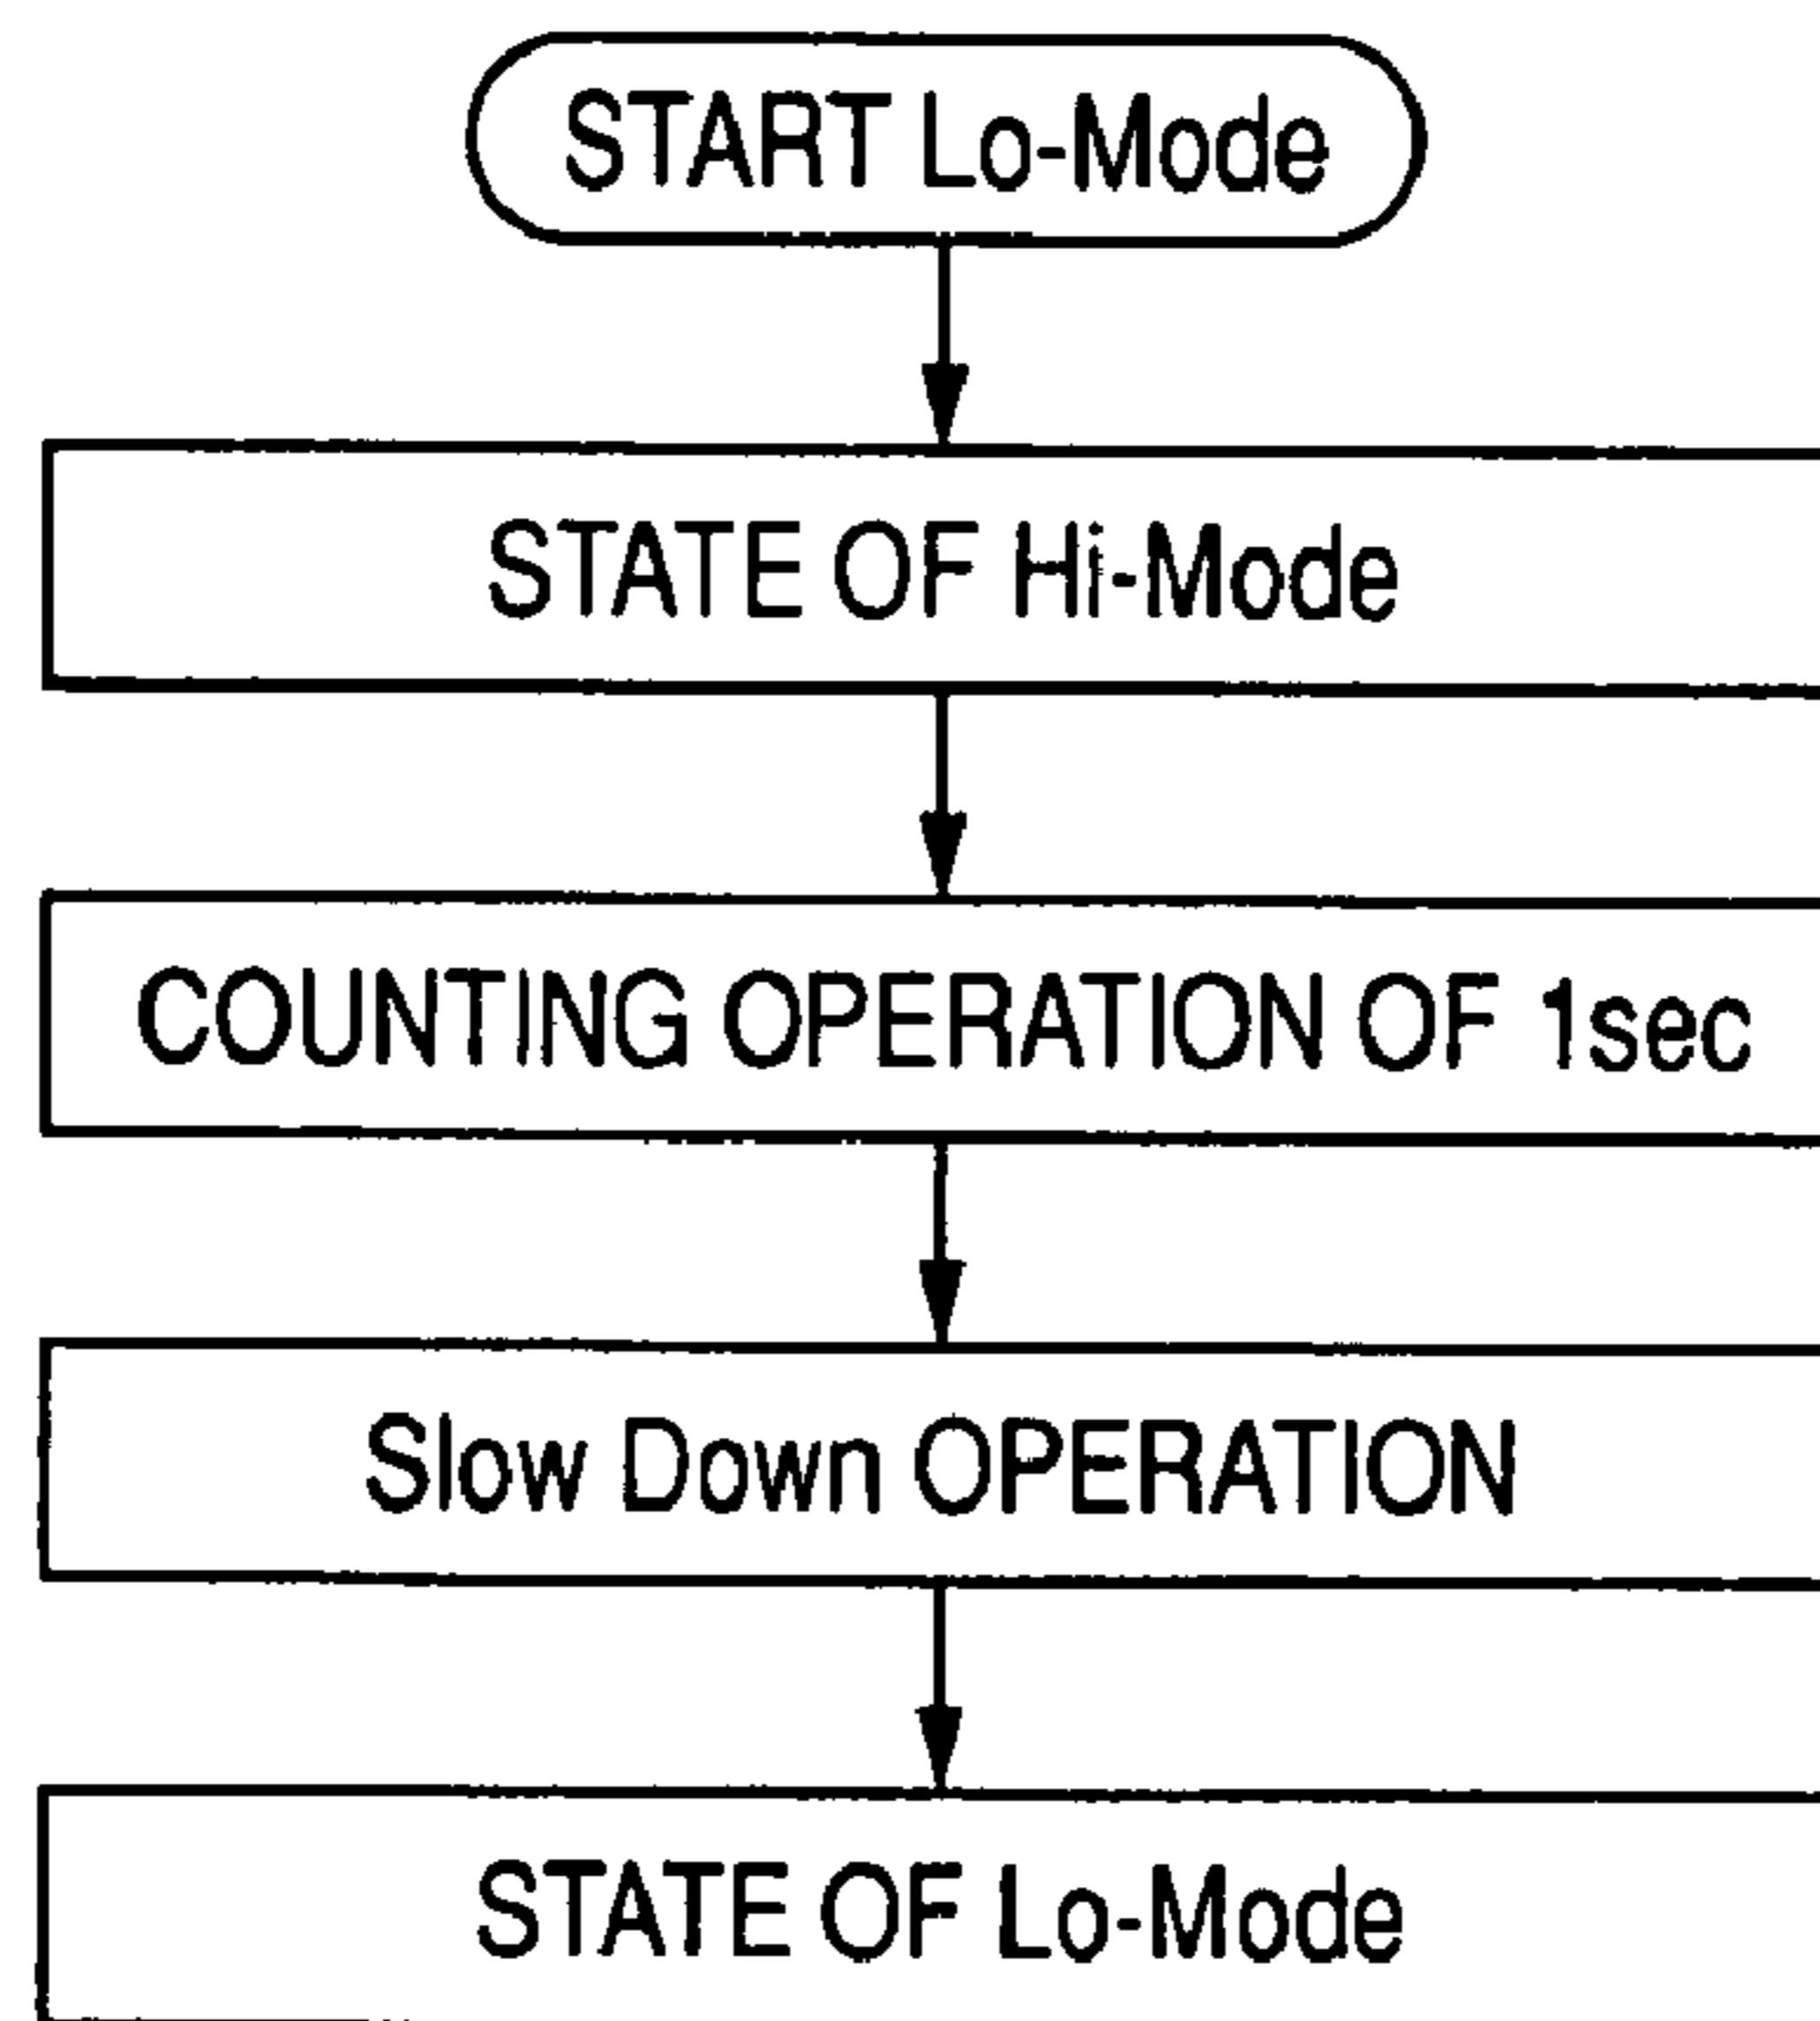 START Lo-Mode
STATE OF Hi-Mode
COUNTING OPERATION OF 1sec
Slow Down OPERATION
STATE OF Lo-Mode